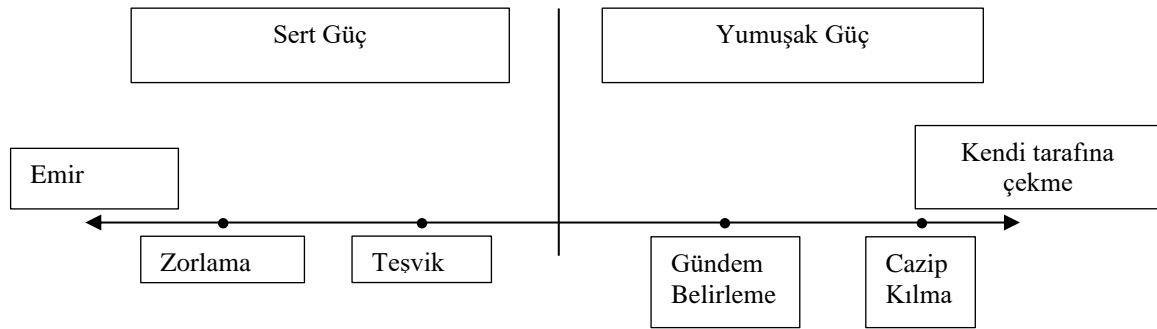 Sert Güç
Yumuşak Güç
Emir
Kendi tarafına
çekme
Zorlama
Teşvik
Gündem
Belirleme
Cazip
Kılma